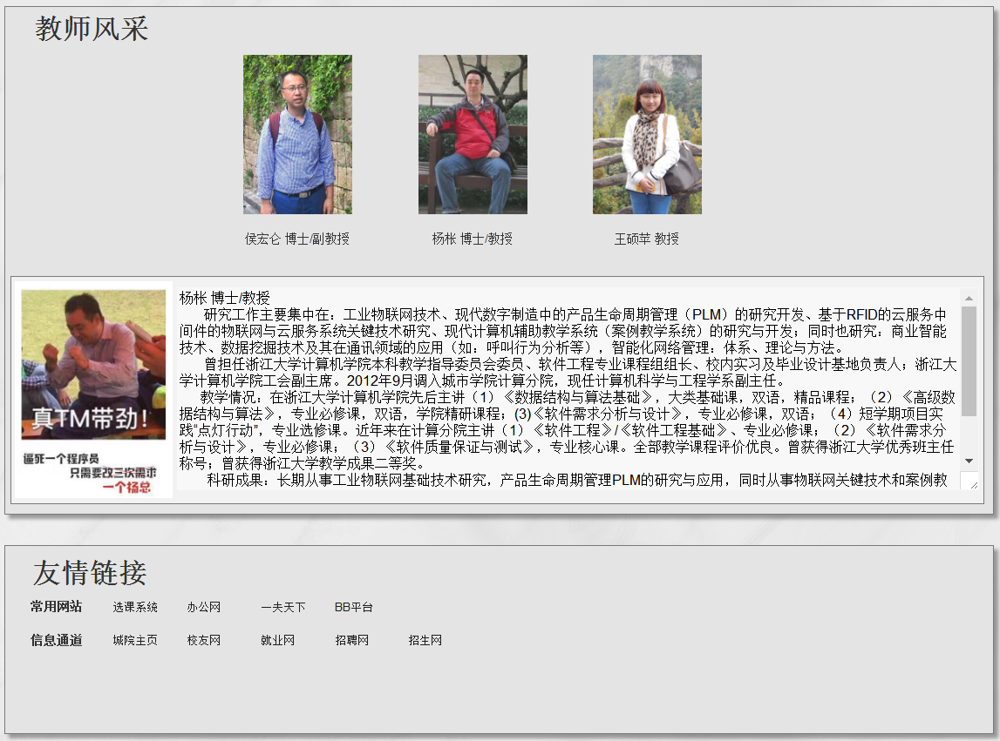 教师风采
侯宏仑 博士/副教授
杨枨 博士/教授
王硕苹 教授
真TM带劲！
逼死一个程序员
只需要改三次需求
一个杨总
杨枨 博士/教授
研究工作主要集中在：工业物联网技术、现代数字制造中的产品生命周期管理（PLM）的研究开发、基于RFID的云服务中
间件的物联网与云服务系统关键技术研究、现代计算机辅助教学系统（案例教学系统）的研究与开发；同时也研究：商业智能
技术、数据挖掘技术及其在通讯领域的应用（如：呼叫行为分析等），智能化网络管理：体系、理论与方法。
曾担任浙江大学计算机学院本科教学指导委员会委员、软件工程专业课程组组长、校内实习及毕业设计基地负责人；浙江大
学计算机学院工会副主席。2012年9月调入城市学院计算分院，现任计算机科学与工程学系副主任。
教学情况：在浙江大学计算机学院先后主讲（1）《数据结构与算法基础》，大类基础课，双语，精品课程；（2）《高级数
据结构与算法》，专业必修课，双语，学院精研课程；(3)《软件需求分析与设计》，专业必修课，双语；（4）短学期项目实
践“点灯行动”，专业选修课。近年来在计算分院主讲（1）《软件工程》/《软件工程基础》、专业必修课；（2）《软件需求分
析与设计》，专业必修课；（3）《软件质量保证与测试》，专业核心课。全部教学课程评价优良。曾获得浙江大学优秀班主任
称号；曾获得浙江大学教学成果二等奖。
科研成果：长期从事工业物联网基础技术研究，产品生命周期管理PLM的研究与应用，同时从事物联网关键技术和案例教
友情链接
常用网站 选课系统 办公网 一夫天下 BB平台
信息通道 城院主页 校友网 就业网 招聘网 招生网